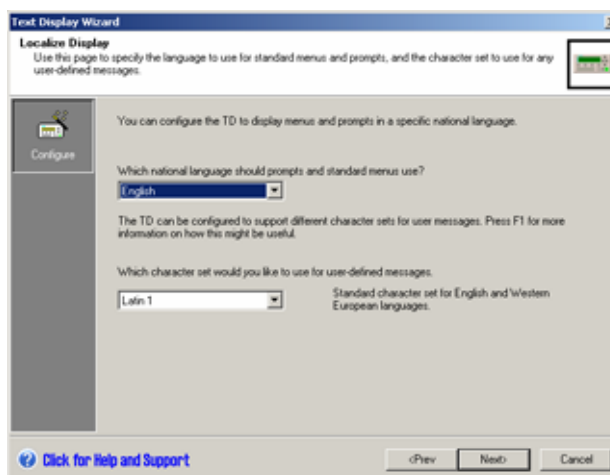 Text Display Wizard
Localize Display
Use this page to specify the language to use for standard menus and prompts, and the character set to use for any
user-defined messages.
Configure
You can configure the TD to display menus and prompts in a specific national language.
Which national language should prompts and standard menus use?
English
The TD can be configured to support different character sets for user messages. Press F1 for more
information on how this might be useful.
Which character set would you like to use for user-defined messages.
Latin 1
Standard character set for English and Western
European languages.
Click for Help and Support
<Prev
Next>
Cancel